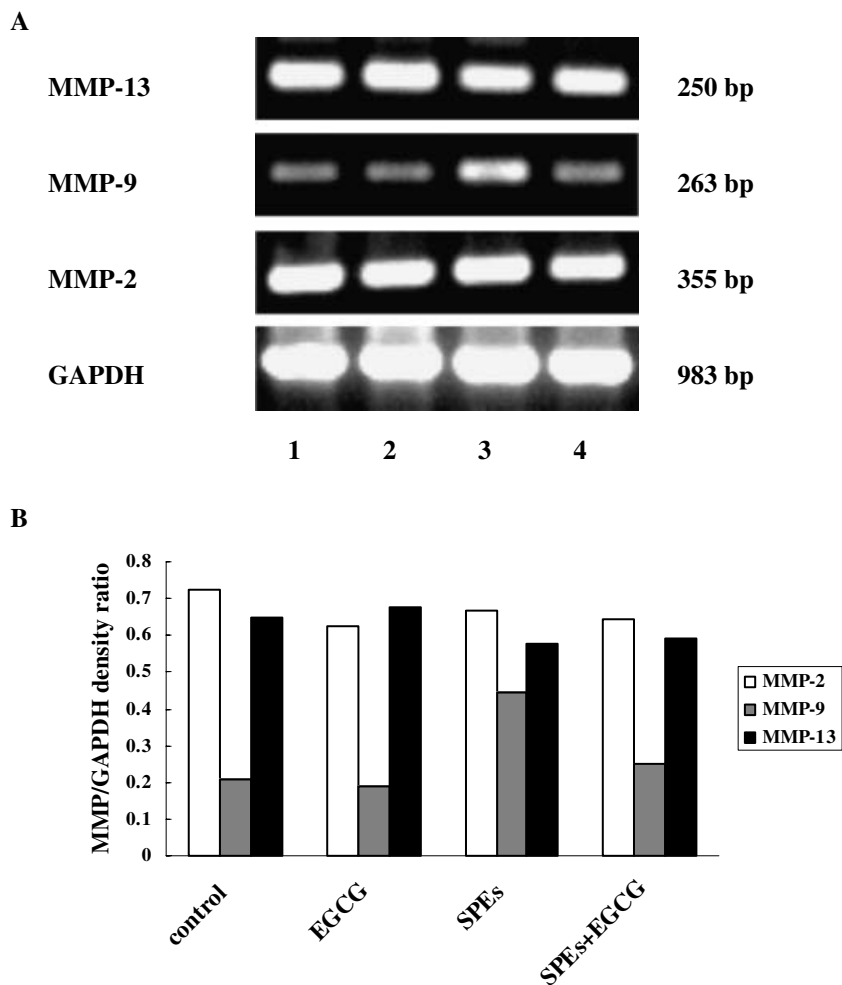 A
MMP-13 250 bp
MMP-9 263 bp
MMP-2 355 bp
GAPDH 983 bp
1 2 3 4
B
MMP/GAPDH density ratio
0.8
0.7
0.6
0.5
0.4
0.3
0.2
0.1
0
control EGCG SPEs SPEs+EGCG
MMP-2
MMP-9
MMP-13